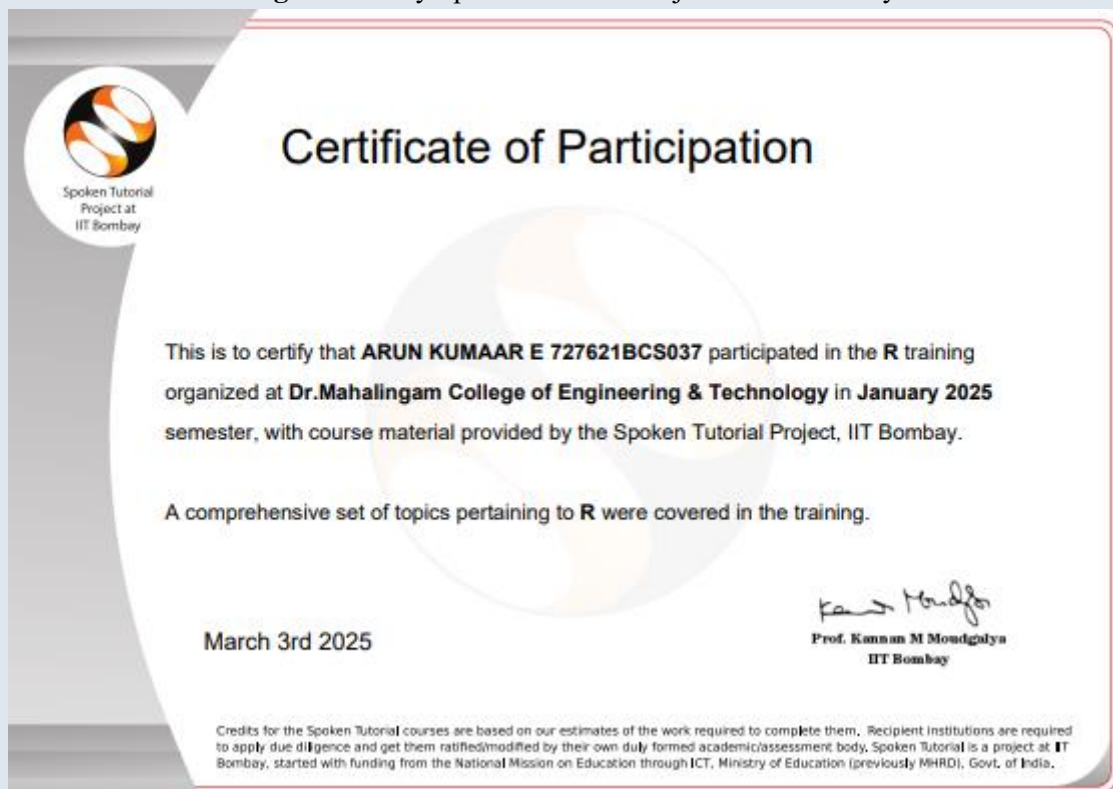 Spoken Tutorial
Project at
IIT Bombay
Certificate of Participation
This is to certify that ARUN KUMAAR E 727621BCS037 participated in the R training
organized at Dr.Mahalingam College of Engineering & Technology in January 2025
semester, with course material provided by the Spoken Tutorial Project, IIT Bombay.
A comprehensive set of topics pertaining to R were covered in the training.
March 3rd 2025
Prof. Kannan M Moudgalya
IIT Bombay
Credits for the Spoken Tutorial courses are based on our estimates of the work required to complete them. Recipient institutions are required
to apply due diligence and get them ratified/modified by their own duly formed academic/assessment body. Spoken Tutorial is a project at IIT
Bombay, started with funding from the National Mission on Education through ICT, Ministry of Education (previously MHRD), Govt. of India.